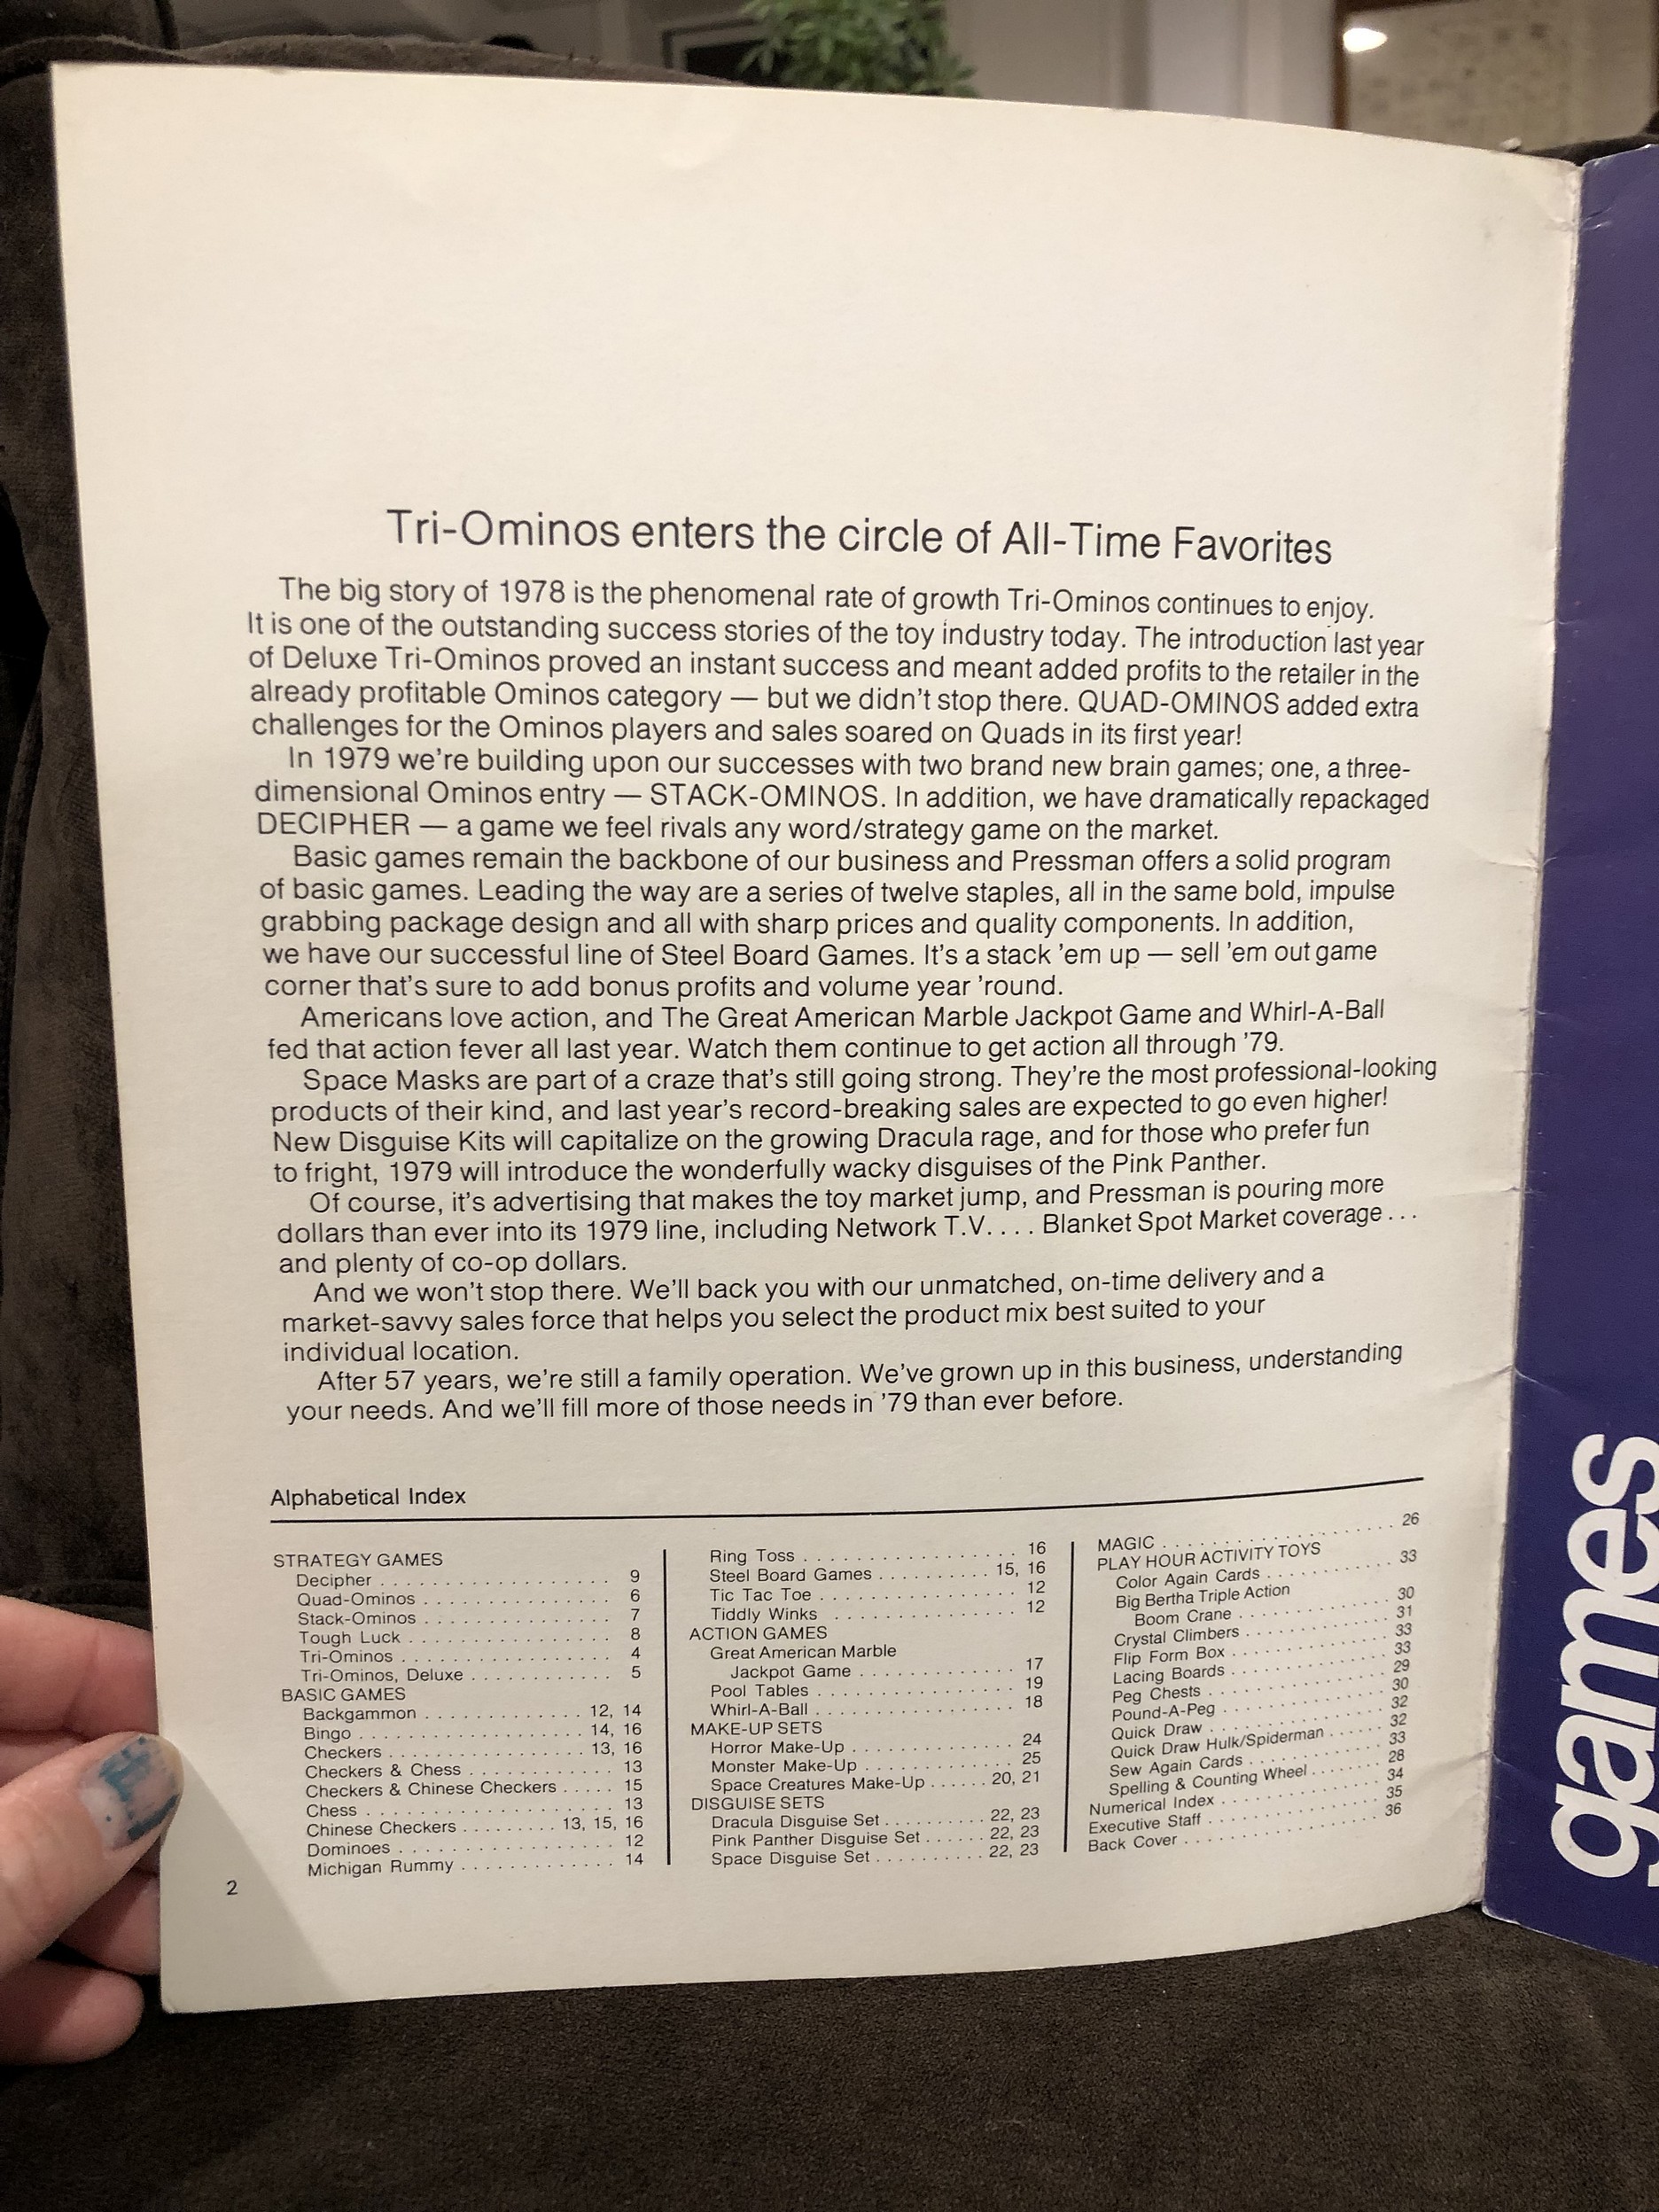 Tri-Ominos enters the circle of All-Time Favorites
The big story of 1978 is the phenomenal rate of growth Tri-Ominos continues to enjoy.
It is one of the outstanding success stories of the toy industry today. The introduction last year
of Deluxe Tri-Ominos proved an instant success and meant added profits to the retailer in the
already profitable Ominos category — but we didn't stop there. QUAD-OMINOS added extra
challenges for the Ominos players and sales soared on Quads in its first year!
In 1979 we're building upon our successes with two brand new brain games; one, a three-
dimensional Ominos entry — STACK-OMINOS. In addition, we have dramatically repackaged
DECIPHER — a game we feel rivals any word/strategy game on the market.
Basic games remain the backbone of our business and Pressman offers a solid program
of basic games. Leading the way are a series of twelve staples, all in the same bold, impulse
grabbing package design and all with sharp prices and quality components. In addition,
we have our successful line of Steel Board Games. It's a stack 'em up — sell 'em out game
corner that's sure to add bonus profits and volume year 'round.
Americans love action, and The Great American Marble Jackpot Game and Whirl-A-Ball
fed that action fever all last year. Watch them continue to get action all through '79.
Space Masks are part of a craze that's still going strong. They're the most professional-looking
products of their kind, and last year's record-breaking sales are expected to go even higher!
New Disguise Kits will capitalize on the growing Dracula rage, and for those who prefer fun
to fright, 1979 will introduce the wonderfully wacky disguises of the Pink Panther.
Of course, it's advertising that makes the toy market jump, and Pressman is pouring more
dollars than ever into its 1979 line, including Network T.V. . . . Blanket Spot Market coverage . . .
and plenty of co-op dollars.
And we won't stop there. We'll back you with our unmatched, on-time delivery and a
market-savvy sales force that helps you select the product mix best suited to your
individual location.
After 57 years, we're still a family operation. We've grown up in this business, understanding
your needs. And we'll fill more of those needs in '79 than ever before.
Alphabetical Index
STRATEGY GAMES
Decipher . . . . . . . . . . 9
Quad-Ominos . . . . . . . . . . 6
Stack-Ominos . . . . . . . . . . 7
Tough Luck . . . . . . . . . . 8
Tri-Ominos . . . . . . . . . . 4
Tri-Ominos, Deluxe . . . . . . . . . . 5
BASIC GAMES
Backgammon . . . . . . . . . . 12, 14
Bingo . . . . . . . . . . 14, 16
Checkers . . . . . . . . . . 13, 16
Checkers & Chess . . . . . . . . . . 13
Checkers & Chinese Checkers . . . . . 15
Chess . . . . . . . . . . 13
Chinese Checkers . . . . . . . . . 13, 15, 16
Dominoes . . . . . . . . . . 12
Michigan Rummy . . . . . . . . . . 14
Ring Toss . . . . . . . . . . 16
Steel Board Games . . . . . . . . . . 15, 16
Tic Tac Toe . . . . . . . . . . 12
Tiddly Winks . . . . . . . . . . 12
ACTION GAMES
Great American Marble
Jackpot Game . . . . . . . . . . 17
Pool Tables . . . . . . . . . . 19
Whirl-A-Ball . . . . . . . . . . 18
MAKE-UP SETS
Horror Make-Up . . . . . . . . . . 24
Monster Make-Up . . . . . . . . . . 25
Space Creatures Make-Up . . . . . . 20, 21
DISGUISE SETS
Dracula Disguise Set . . . . . . . . . . 22, 23
Pink Panther Disguise Set . . . . . . 22, 23
Space Disguise Set . . . . . . . . . . 22, 23
MAGIC . . . . . . . . . . 26
PLAY HOUR ACTIVITY TOYS
Color Again Cards . . . . . . . . . . 33
Big Bertha Triple Action
Boom Crane . . . . . . . . . . 30
Crystal Climbers . . . . . . . . . . 31
Flip Form Box . . . . . . . . . . 33
Lacing Boards . . . . . . . . . . 33
Peg Chests . . . . . . . . . . 29
Pound-A-Peg . . . . . . . . . . 30
Quick Draw . . . . . . . . . . 32
Quick Draw Hulk/Spiderman . . . . . . 32
Sew Again Cards . . . . . . . . . . 33
Spelling & Counting Wheel . . . . . . . . 28
Numerical Index . . . . . . . . . . 34
Executive Staff . . . . . . . . . . 35
Back Cover . . . . . . . . . . 36
2
games